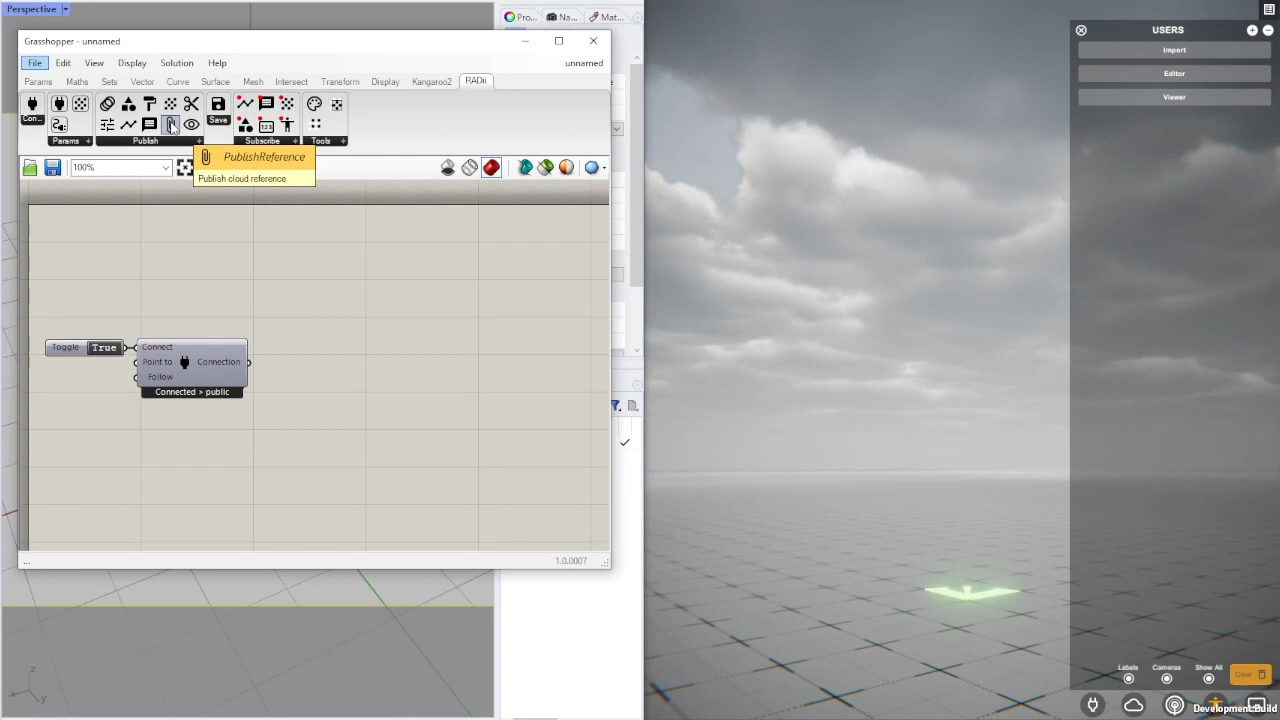 Perspective
Pro...
Na...
Mat...
Grasshopper - unnamed
File Edit View Display Solution Help
unnamed
Params Maths Sets Vector Curve Surface Mesh Intersect Transform Display Kangaroo2 RADii
Con...
Params
Publish
Save
123
Subscribe
Tools
100%
PublishReference
Publish cloud reference
Toggle True
Connect
Point to
Connection
Follow
Connected > public
...
1.0.0007
z
x
y
USERS
Import
Editor
Viewer
Labels
Cameras
Show All
Clear
Development Build